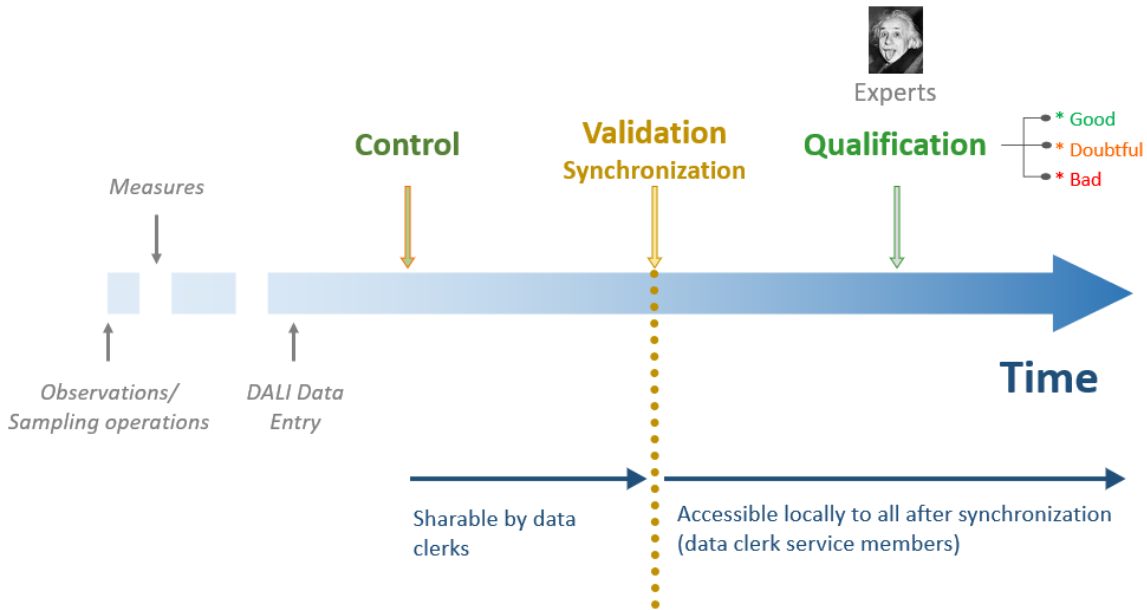 Experts
* Good
Control
Validation
Synchronization
Qualification
* Doubtful
* Bad
Measures
Time
Observations/
Sampling operations
DALI Data
Entry
Sharable by data
clerks
Accessible locally to all after synchronization
(data clerk service members)